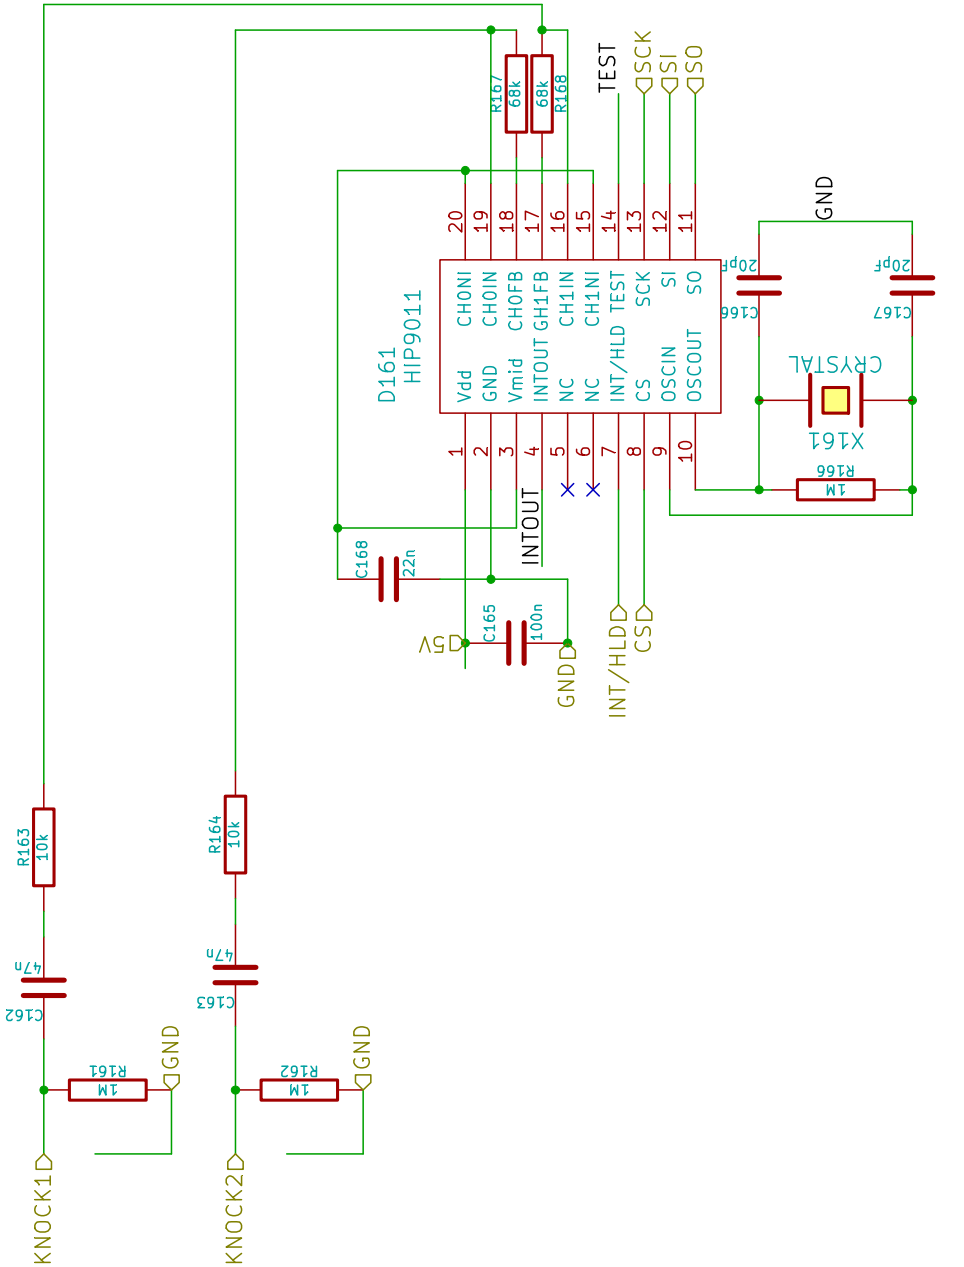 TEST
SCK
SI
SO
R167
68k
68k
R168
20
19
18
17
16
15
14
13
12
11
GND
20pF
C166
20pF
C167
CRYSTAL
X161
R166
1M
D161
HIP9011
CH0NI
CH0IN
CH0FB
GH1FB
CH1IN
CH1NI
TEST
SCK
SI
SO
Vdd
GND
Vmid
INTOUT
NC
NC
INT/HLD
CS
OSCIN
OSCOUT
1
2
3
4
5
6
7
8
9
10
INTOUT
C168
22n
C165
100n
5V
GND
INT/HLD
CS
R163
10k
R164
10k
47n
C162
47n
C163
R161
1M
GND
R162
1M
GND
KNOCK1
KNOCK2